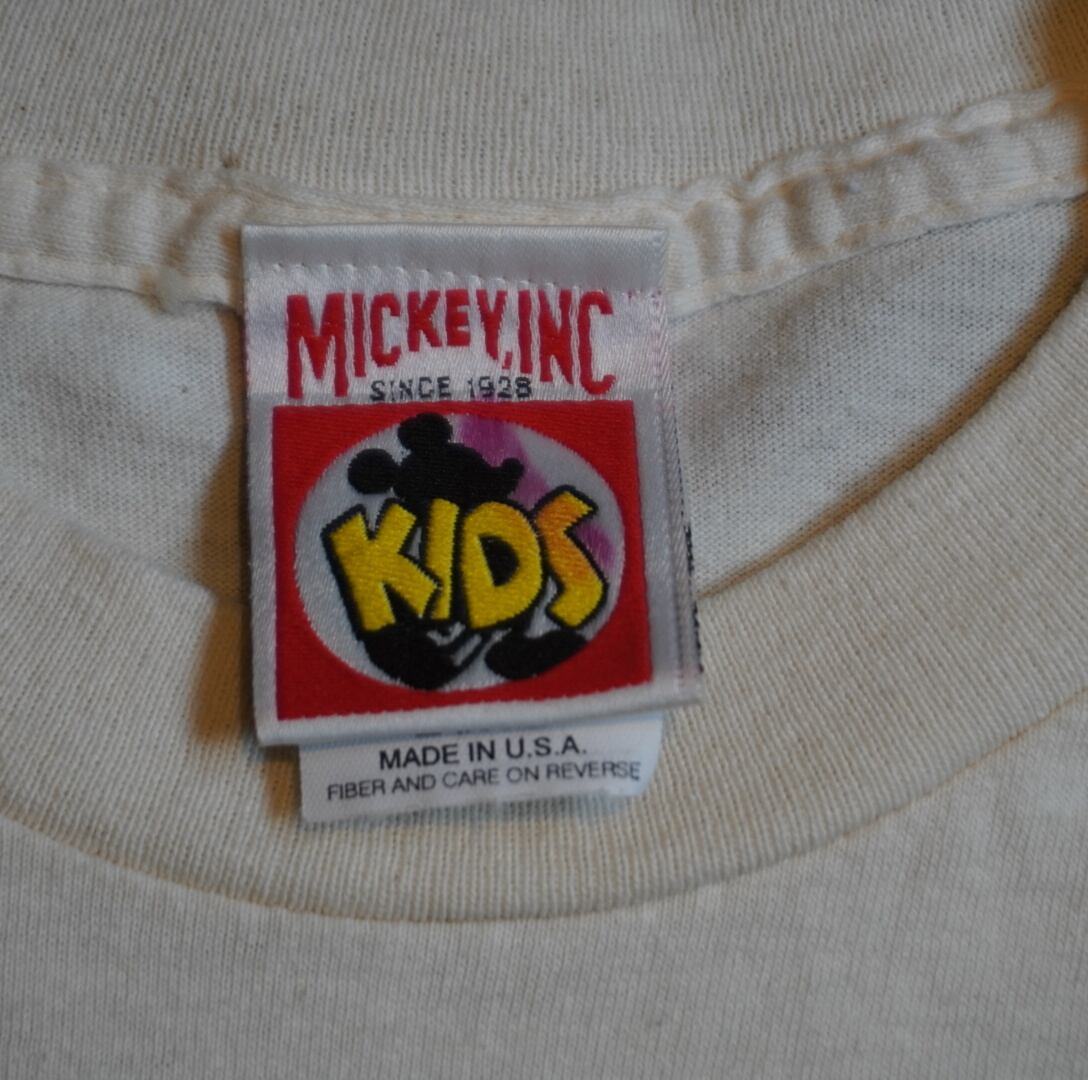 MICKEY, INC
SINCE 1928
KIDS
MADE IN U.S.A.
FIBER AND CARE ON REVERSE